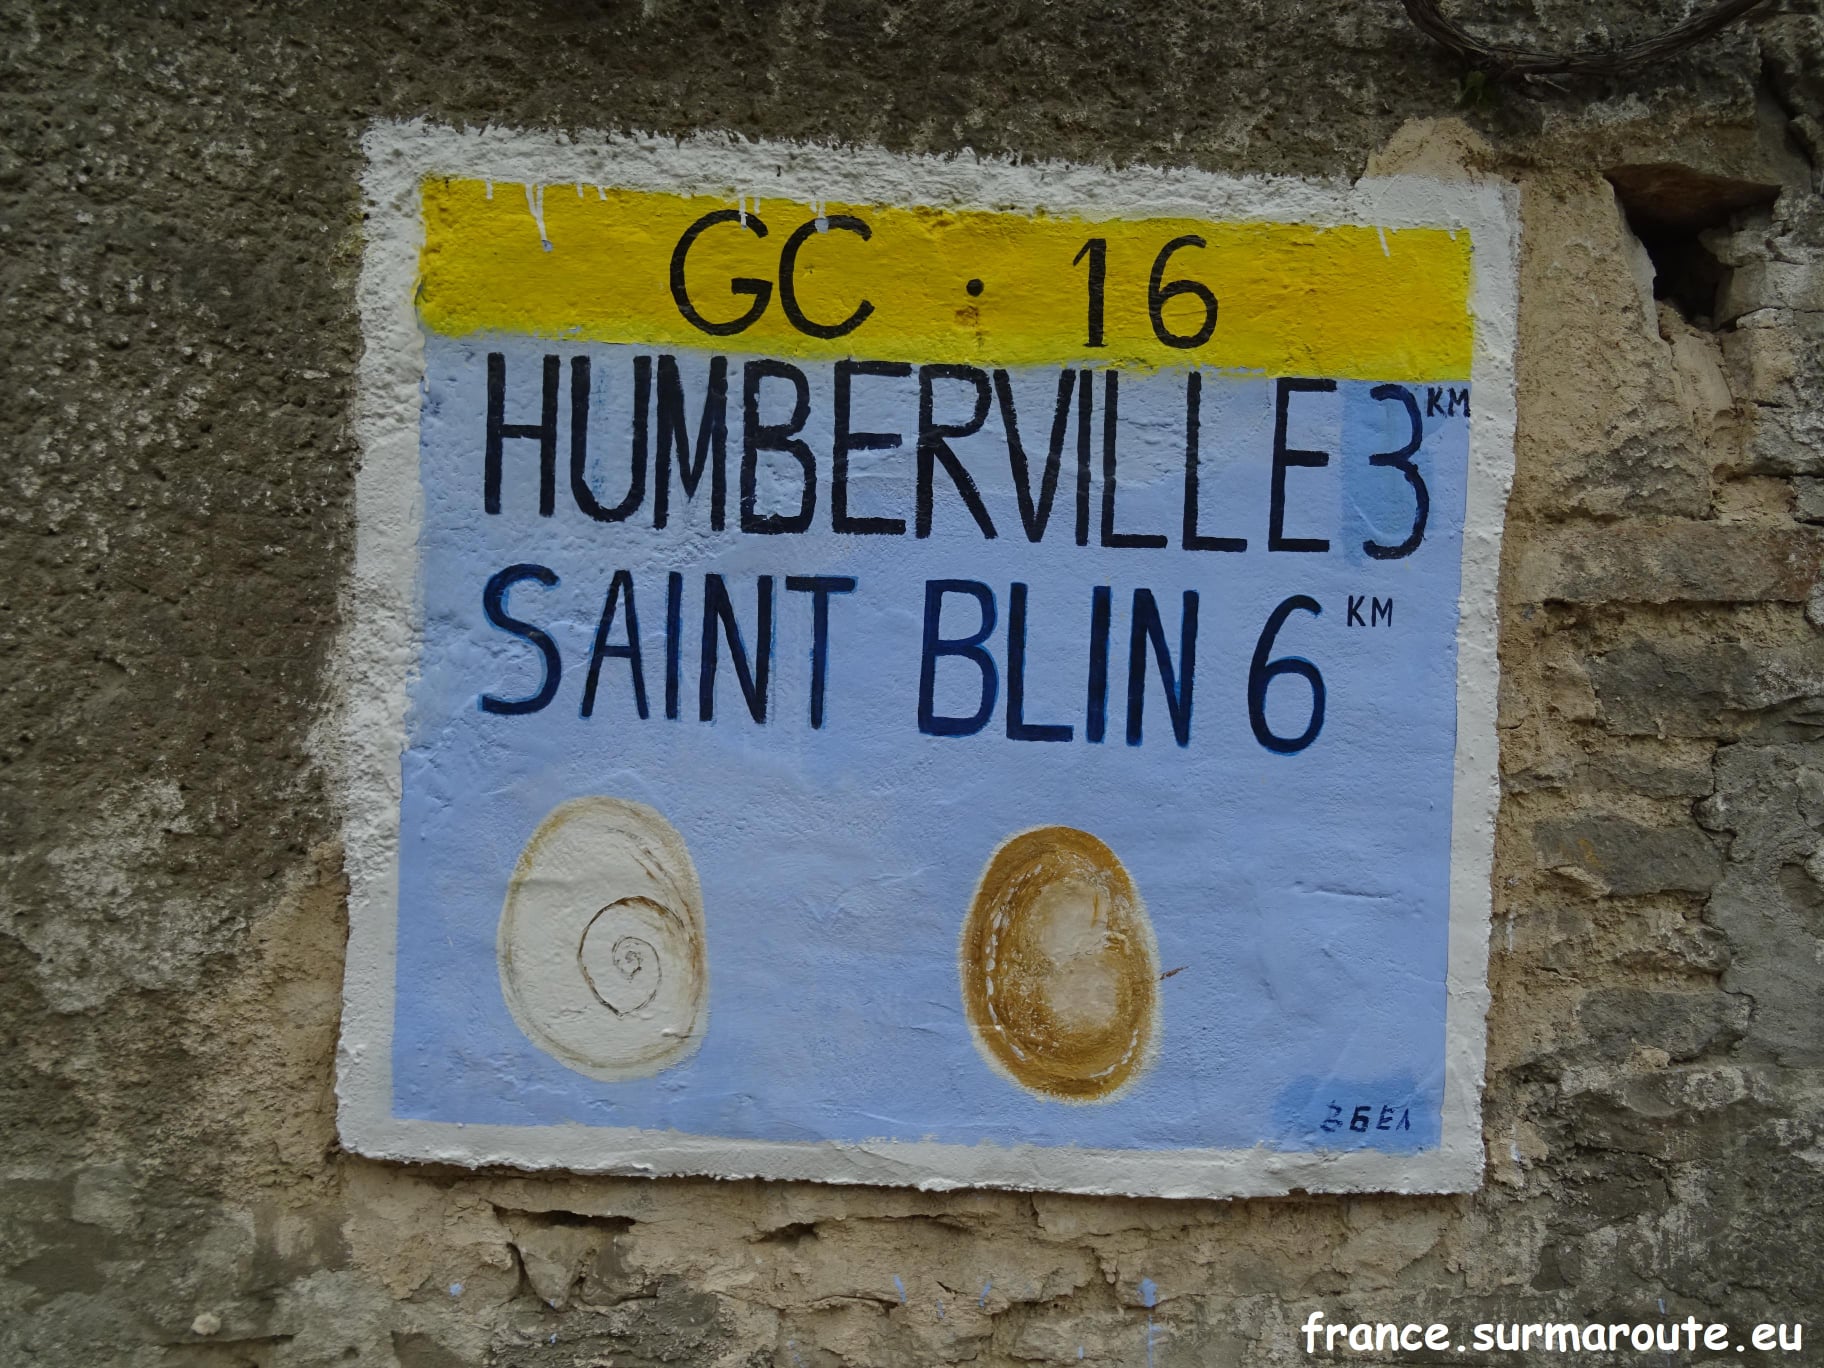 GC . 16
HUMBERVILLE 3 KM
SAINT BLIN 6 KM
france.surmaroute.eu